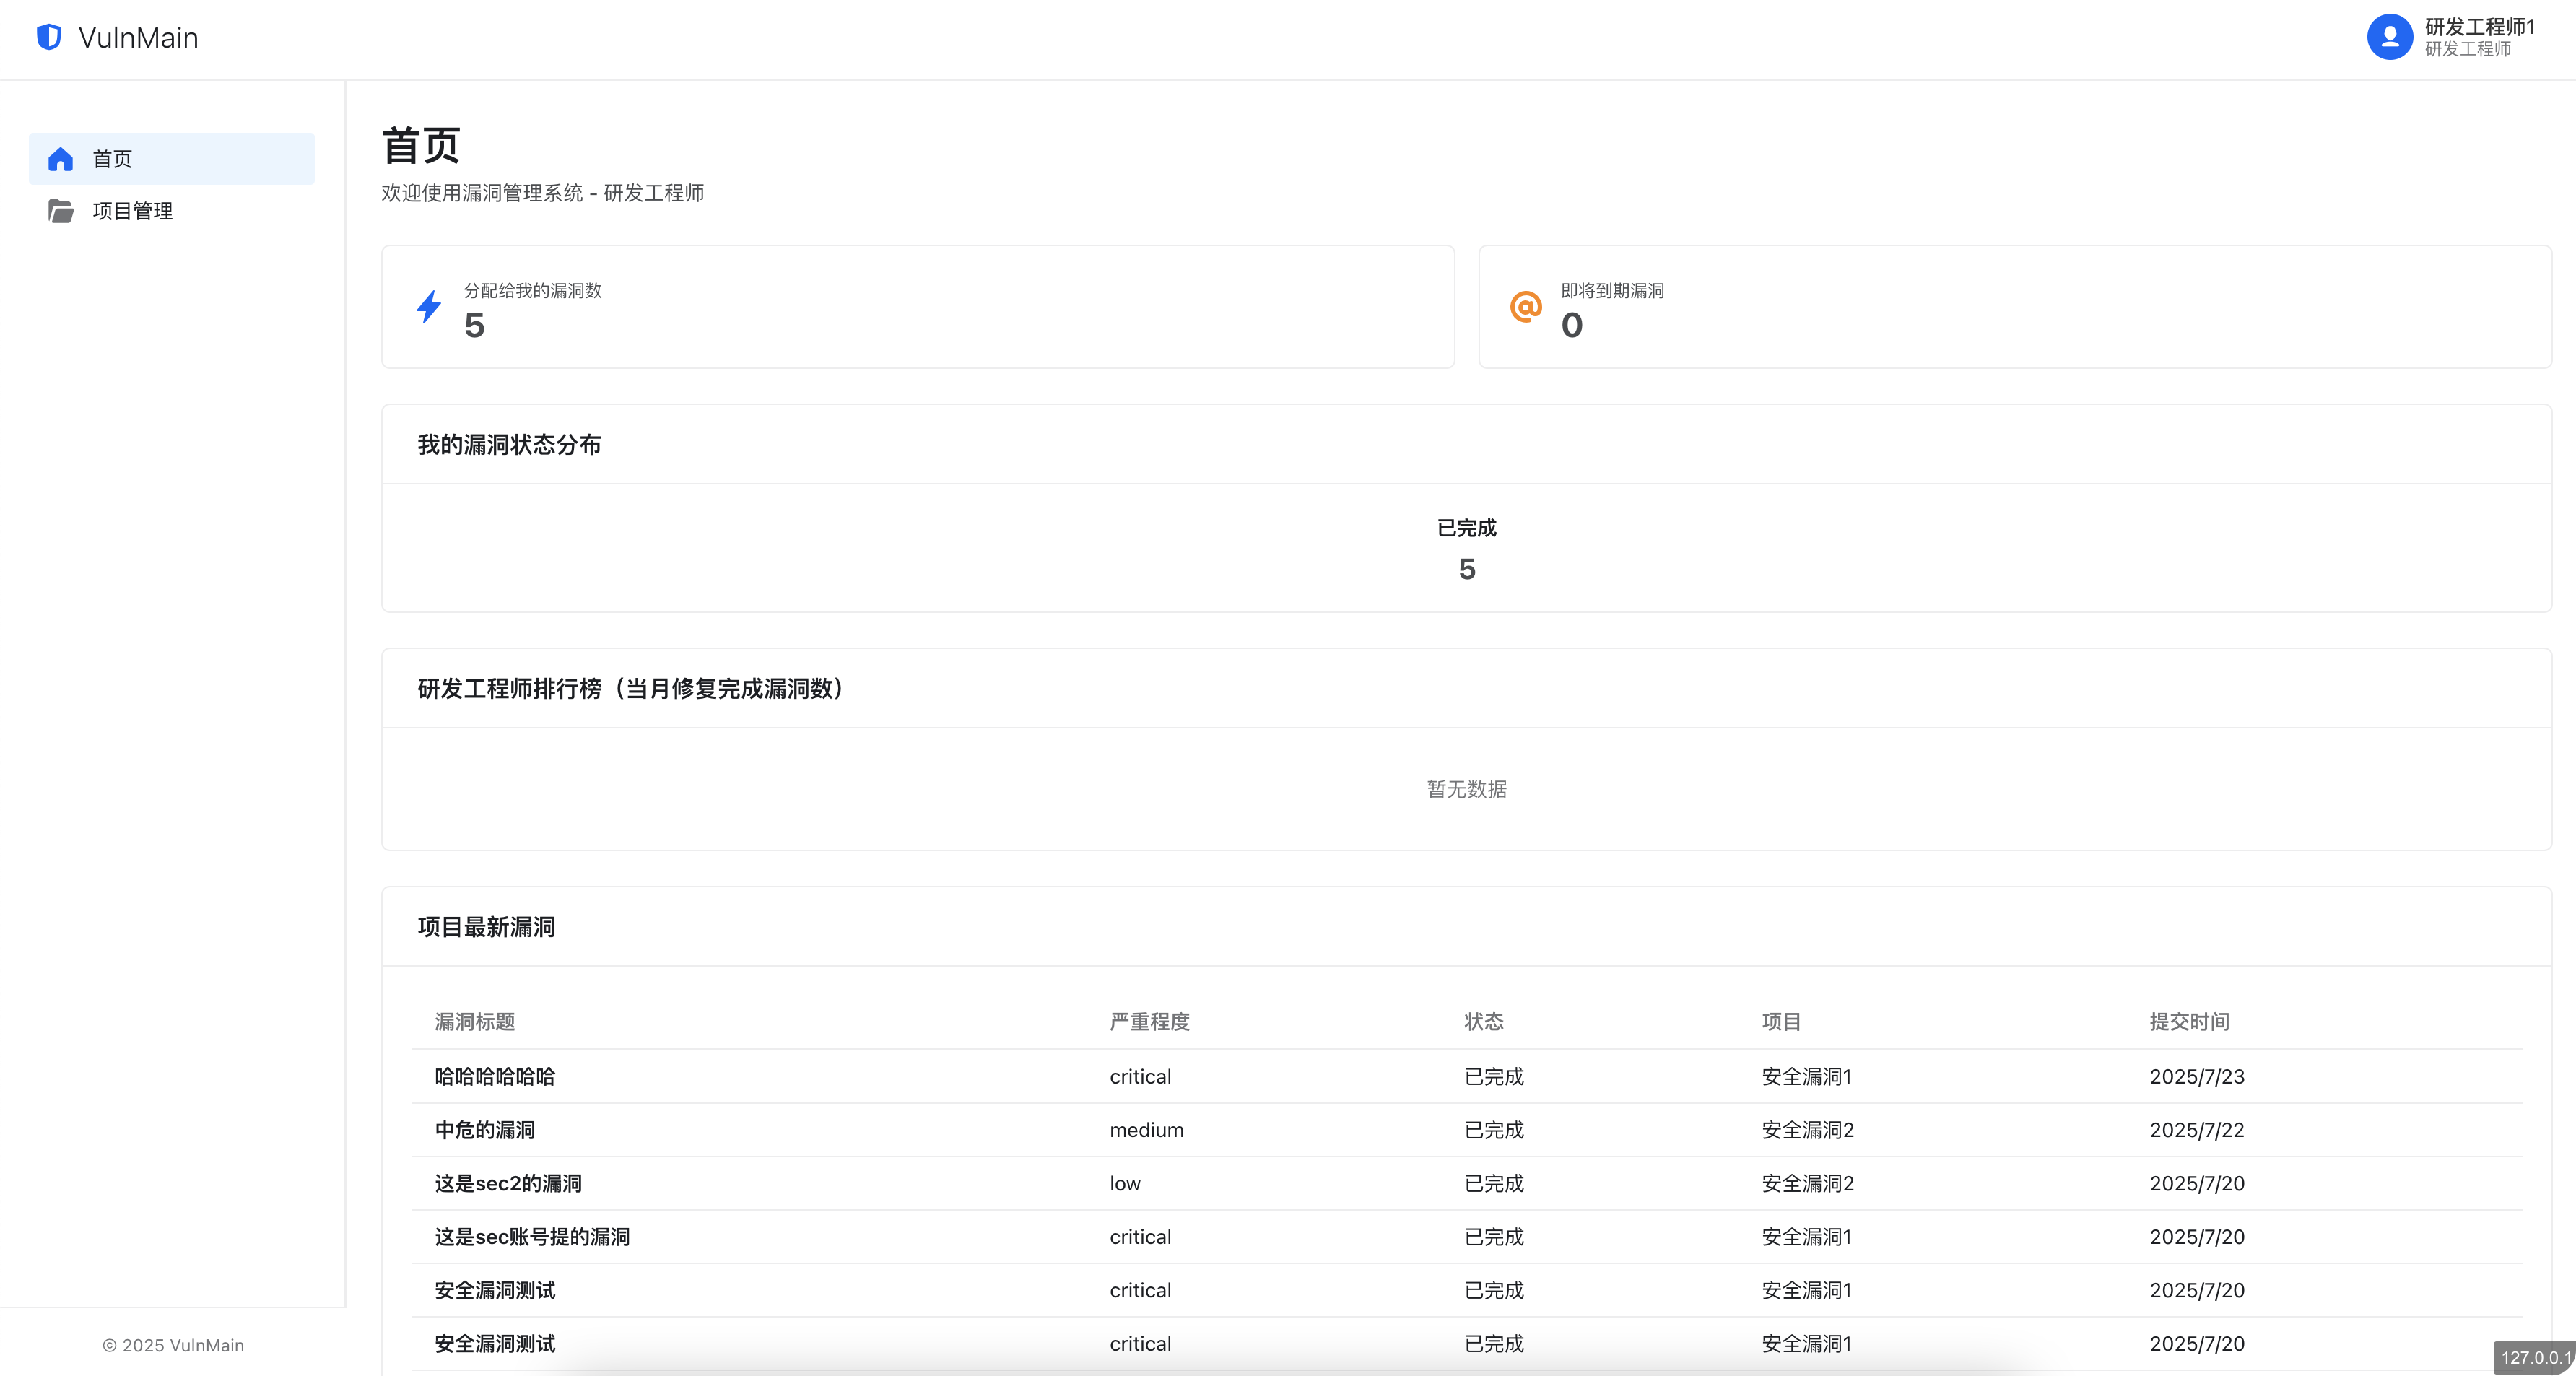 VulnMain
研发工程师1
研发工程师
首页
项目管理
首页
欢迎使用漏洞管理系统 - 研发工程师
分配给我的漏洞数
5
即将到期漏洞
0
我的漏洞状态分布
已完成
5
研发工程师排行榜（当月修复完成漏洞数）
暂无数据
项目最新漏洞
漏洞标题 严重程度 状态 项目 提交时间
哈哈哈哈哈哈 critical 已完成 安全漏洞1 2025/7/23
中危的漏洞 medium 已完成 安全漏洞2 2025/7/22
这是sec2的漏洞 low 已完成 安全漏洞2 2025/7/20
这是sec账号提的漏洞 critical 已完成 安全漏洞1 2025/7/20
安全漏洞测试 critical 已完成 安全漏洞1 2025/7/20
安全漏洞测试 critical 已完成 安全漏洞1 2025/7/20
© 2025 VulnMain
127.0.0.1